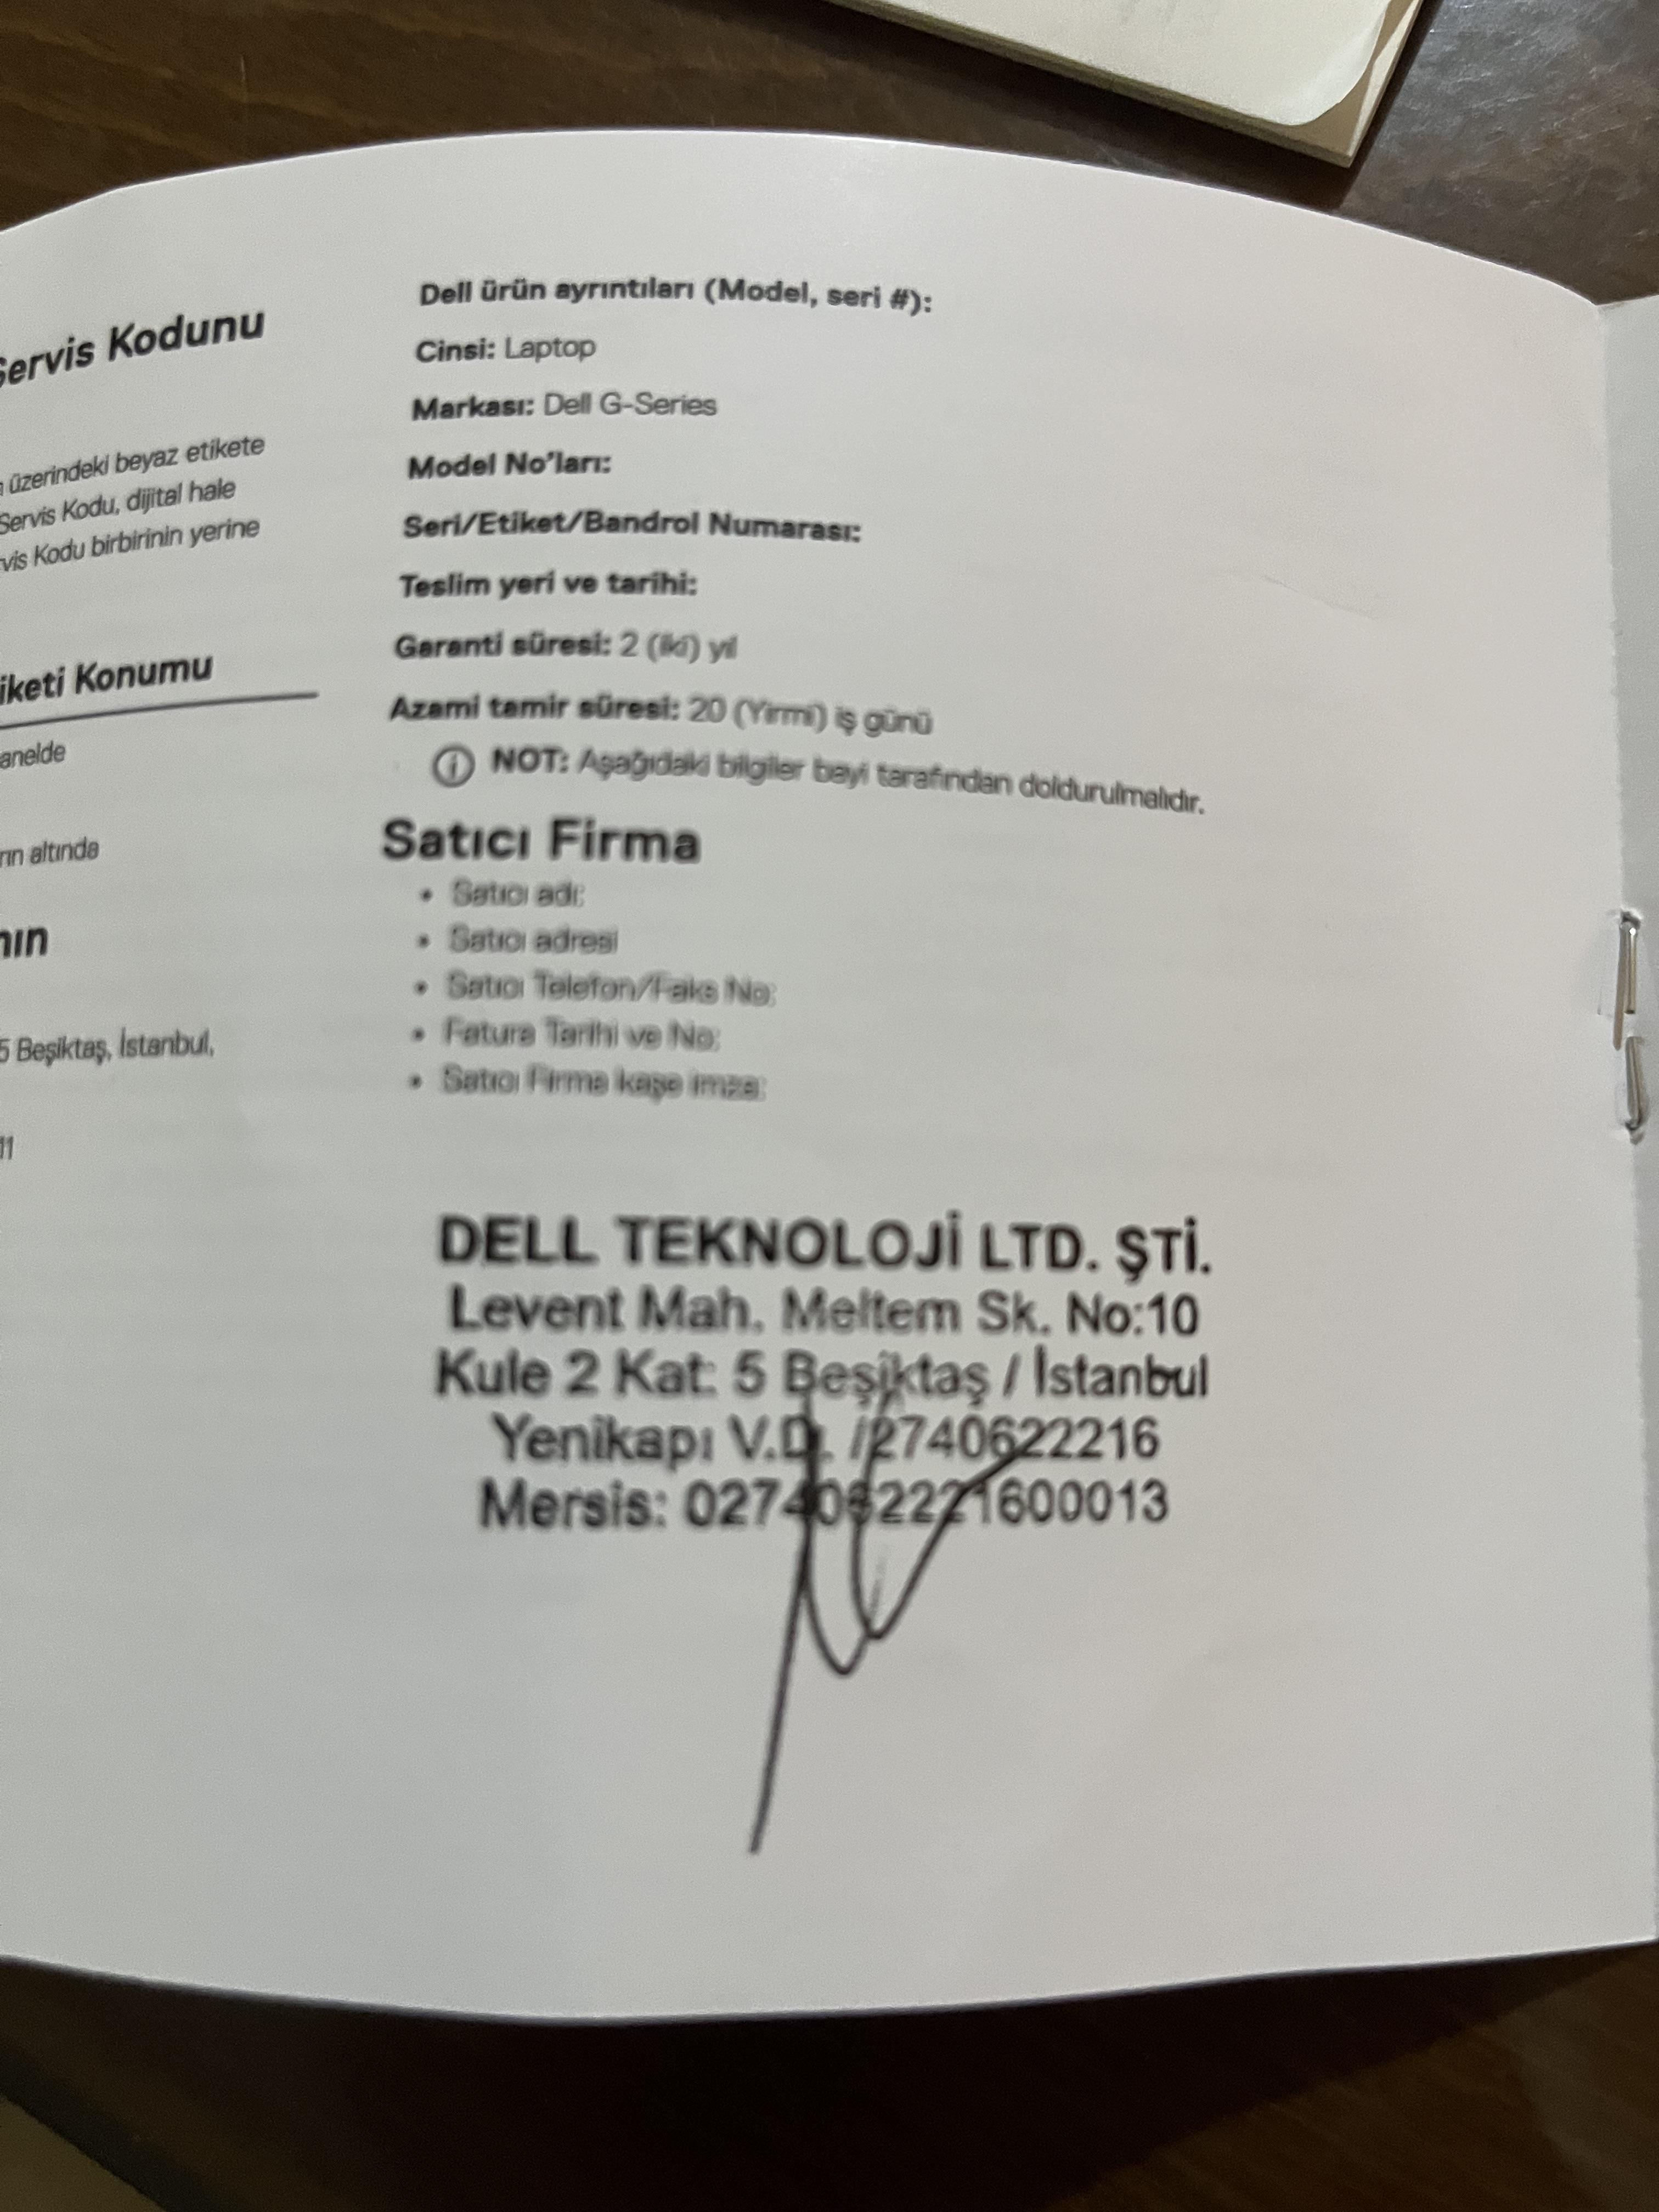 Servis Kodunu
üzerindeki beyaz etikete
Servis Kodu, dijital hale
vis Kodu birbirinin yerine
iketi Konumu
anelde
rın altında
nın
5 Beşiktaş, İstanbul,
11
Dell ürün ayrıntıları (Model, seri #):
Cinsi: Laptop
Markası: Dell G-Series
Model No'ları:
Seri/Etiket/Bandrol Numarası:
Teslim yeri ve tarihi:
Garanti süresi: 2 (iki) yıl
Azami tamir süresi: 20 (Yirmi) iş günü
NOT: Aşağıdaki bilgiler bayi tarafından doldurulmalıdır.
Satıcı Firma
• Satıcı adı:
• Satıcı adresi
• Satıcı Telefon/Faks No:
• Fatura Tarihi ve No:
• Satıcı Firma kaşe imza:
DELL TEKNOLOJİ LTD. ŞTİ.
Levent Mah. Meltem Sk. No:10
Kule 2 Kat: 5 Beşiktaş / İstanbul
Yenikapı V.D. /2740622216
Mersis: 0274062221600013